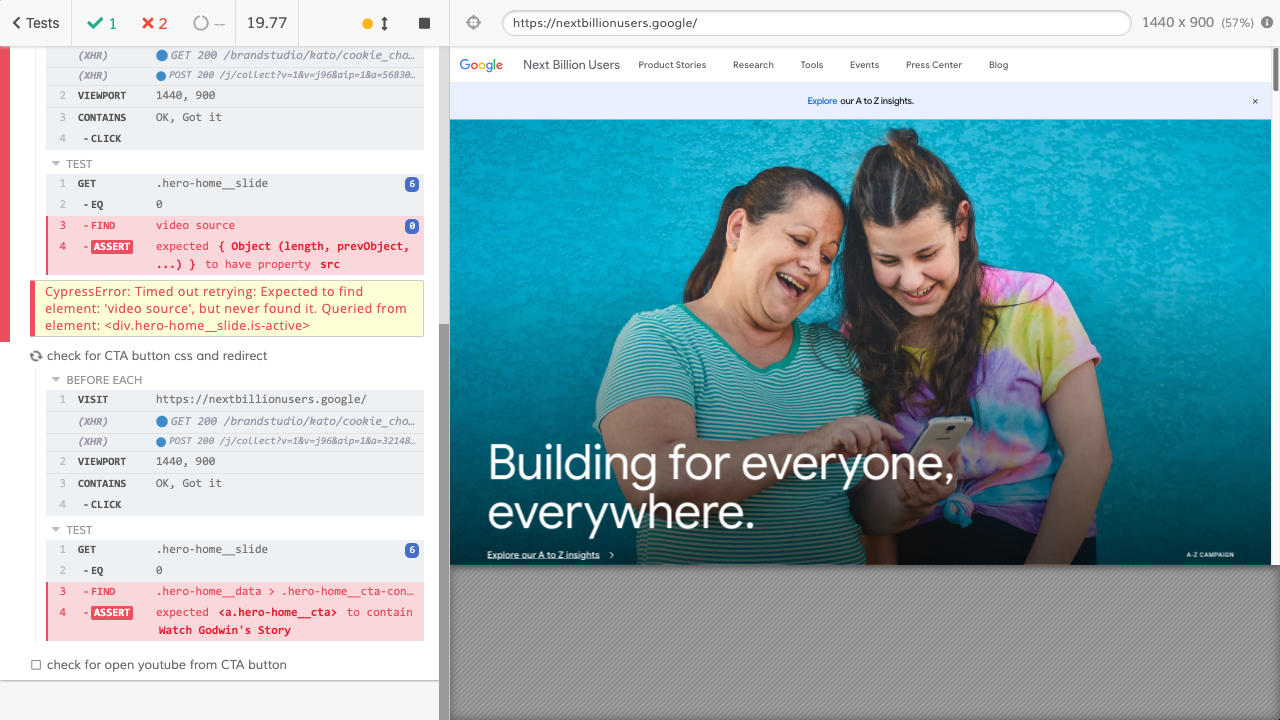 Tests
1
2
--
19.77
https://nextbillionusers.google/
1440 x 900 (57%)
(XHR) GET 200 /brandstudio/kato/cookie_cho…
(XHR) POST 200 /j/collect?v=1&v=j96&aip=1&a=56830…
2 VIEWPORT 1440, 900
3 CONTAINS OK, Got it
4 - CLICK
TEST
1 GET .hero-home__slide 6
2 - EQ 0
3 - FIND video source 0
4 - ASSERT expected { Object (length, prevObject,
...) } to have property src
CypressError: Timed out retrying: Expected to find
element: 'video source', but never found it. Queried from
element: <div.hero-home__slide.is-active>
check for CTA button css and redirect
BEFORE EACH
1 VISIT https://nextbillionusers.google/
(XHR) GET 200 /brandstudio/kato/cookie_cho…
(XHR) POST 200 /j/collect?v=1&v=j96&aip=1&a=32148…
2 VIEWPORT 1440, 900
3 CONTAINS OK, Got it
4 - CLICK
TEST
1 GET .hero-home__slide 6
2 - EQ 0
3 - FIND .hero-home__data > .hero-home__cta-con…
4 - ASSERT expected <a.hero-home__cta> to contain
Watch Godwin's Story
check for open youtube from CTA button
Google Next Billion Users Product Stories Research Tools Events Press Center Blog
Explore our A to Z insights. ×
Building for everyone,
everywhere.
Explore our A to Z insights
A-Z CAMPAIGN